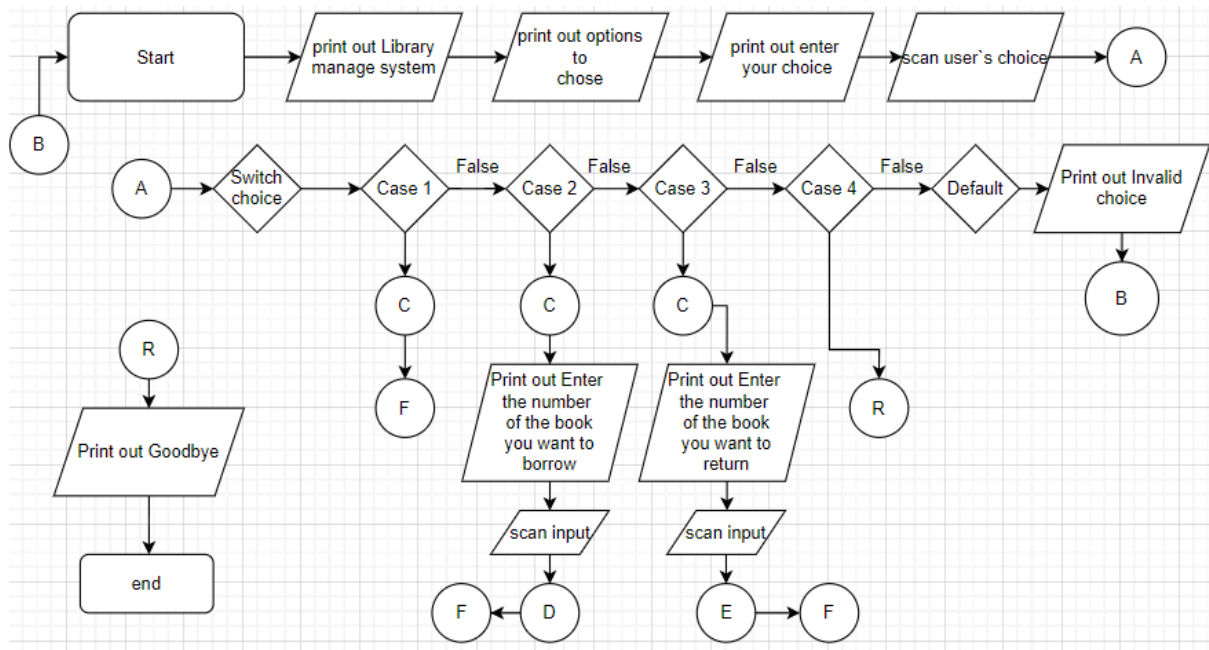 Start
print out Library
manage system
print out options
to
chose
print out enter
your choice
scan user`s choice
A
B
A
Switch
choice
Case 1
False
Case 2
False
Case 3
False
Case 4
False
Default
Print out Invalid
choice
C
C
C
B
R
F
Print out Enter
the number
of the book
you want to
borrow
Print out Enter
the number
of the book
you want to
return
R
Print out Goodbye
scan input
scan input
end
F
D
E
F